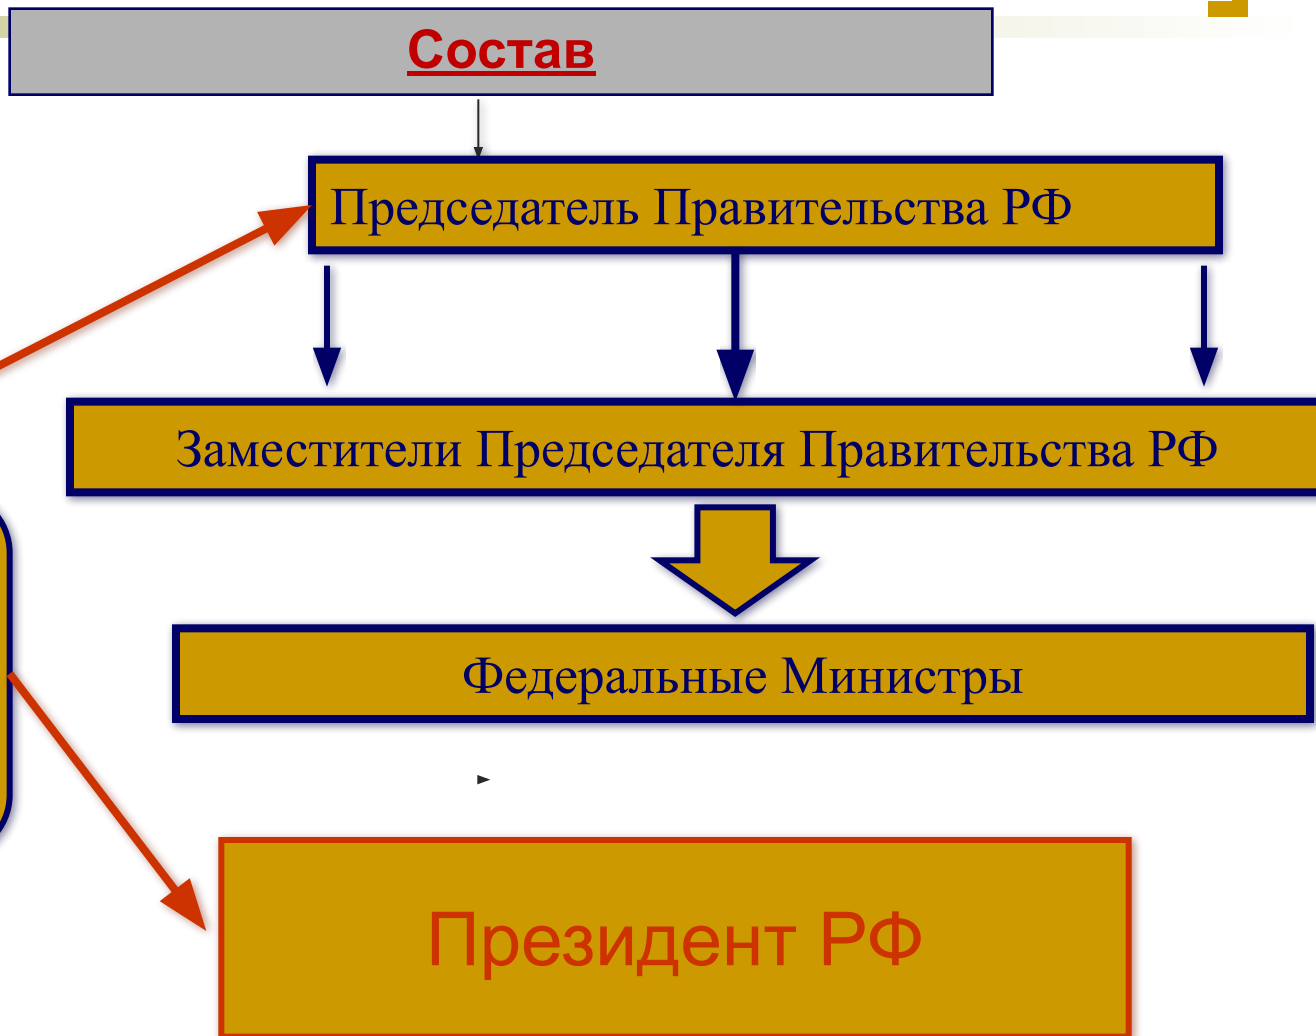 Состав
Председатель Правительства РФ
Заместители Председателя Правительства РФ
Федеральные Министры
Президент РФ